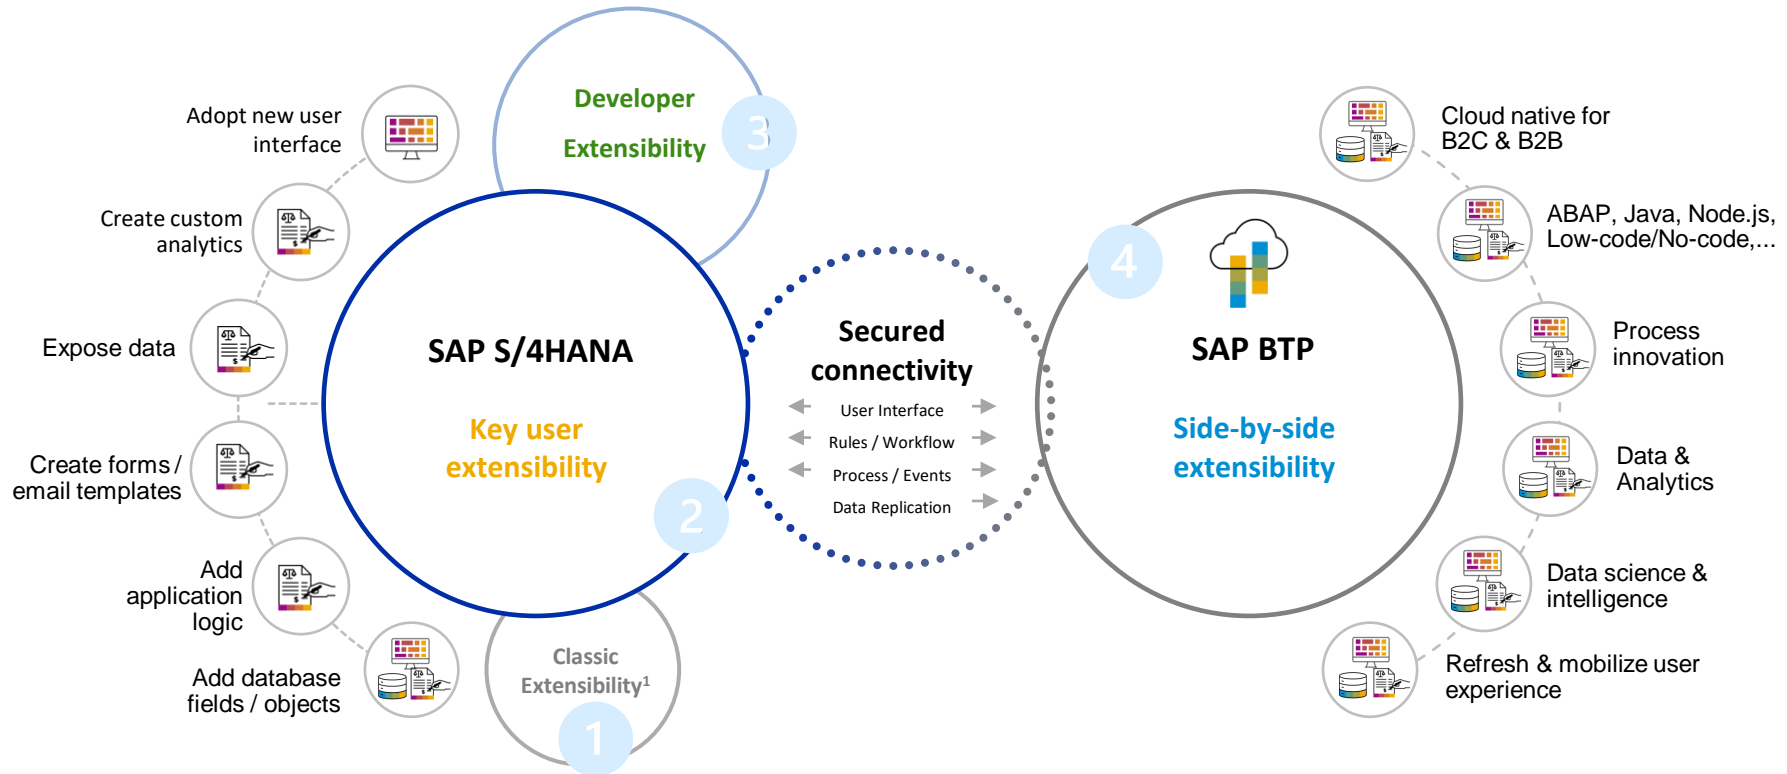 Adopt new user
interface
Create custom
analytics
Expose data
Create forms /
email templates
Add
application
logic
Add database
fields / objects
Developer
Extensibility
3
SAP S/4HANA
Key user
extensibility
2
Classic
Extensibility¹
1
Secured
connectivity
User Interface
Rules / Workflow
Process / Events
Data Replication
4
SAP BTP
Side-by-side
extensibility
Cloud native for
B2C & B2B
ABAP, Java, Node.js,
Low-code/No-code,...
Process
innovation
Data &
Analytics
Data science &
intelligence
Refresh & mobilize user
experience